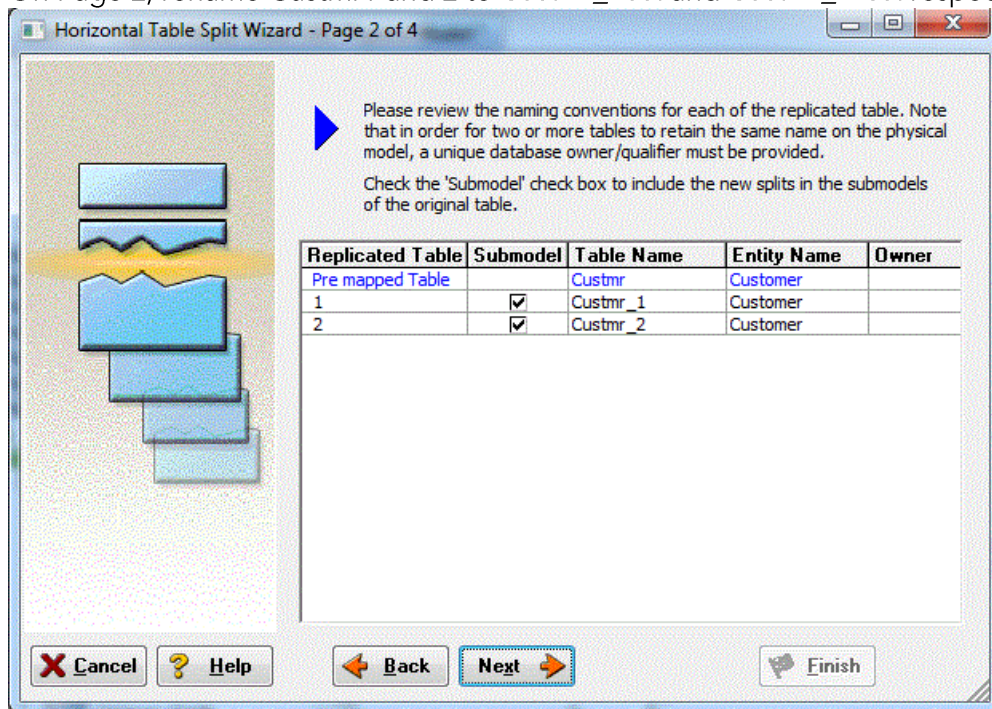 Horizontal Table Split Wizard - Page 2 of 4
Please review the naming conventions for each of the replicated table. Note
that in order for two or more tables to retain the same name on the physical
model, a unique database owner/qualifier must be provided.
Check the 'Submodel' check box to include the new splits in the submodels
of the original table.
Replicated Table Submodel Table Name Entity Name Owner
Pre mapped Table Custmr Customer
1 Custmr_1 Customer
2 Custmr_2 Customer
Cancel Help Back Next Finish